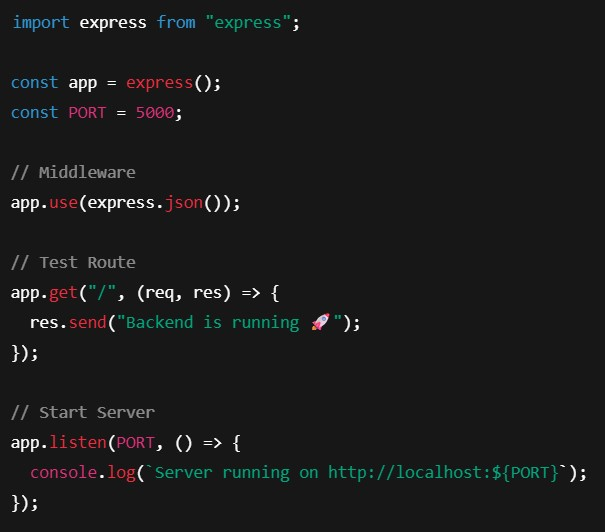 import express from "express";
const app = express();
const PORT = 5000;
// Middleware
app.use(express.json());
// Test Route
app.get("/", (req, res) => {
  res.send("Backend is running 🚀");
});
// Start Server
app.listen(PORT, () => {
  console.log(`Server running on http://localhost:${PORT}`);
});